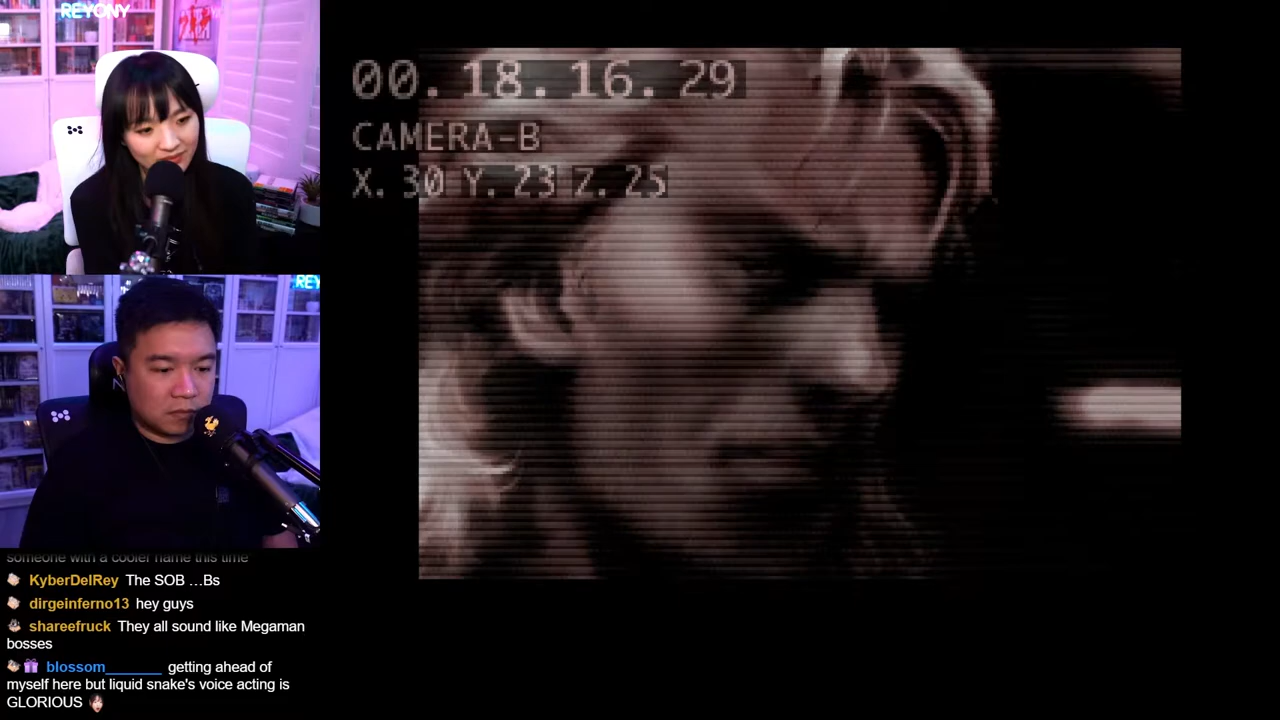 REYONY
00.18.16.29
CAMERA-B
X.30 Y.23 Z.25
REY
someone with a cooler name this time
KyberDelRey The SOB …Bs
dirgeinferno13 hey guys
shareefruck They all sound like Megaman
bosses
blossom_______ getting ahead of
myself here but liquid snake's voice acting is
GLORIOUS